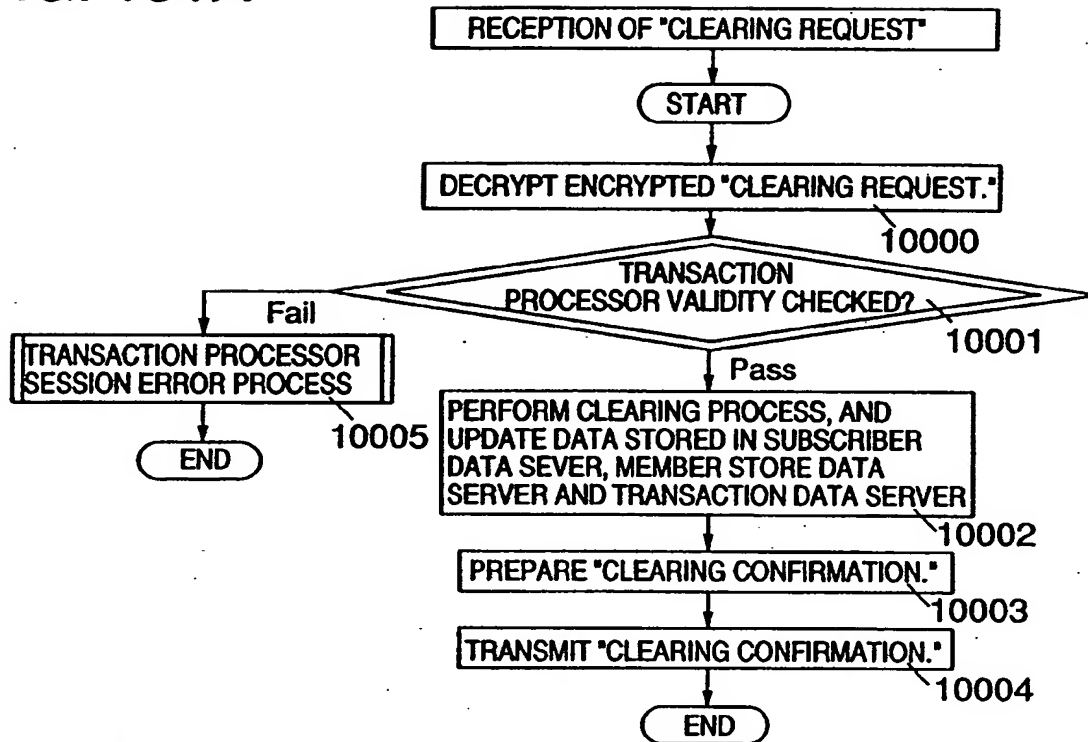 RECEPTION OF "CLEARING REQUEST"
START
DECRYPT ENCRYPTED "CLEARING REQUEST."
10000
TRANSACTION
PROCESSOR VALIDITY CHECKED?
10001
Fail
TRANSACTION PROCESSOR
SESSION ERROR PROCESS
10005
END
Pass
PERFORM CLEARING PROCESS, AND
UPDATE DATA STORED IN SUBSCRIBER
DATA SEVER, MEMBER STORE DATA
SERVER AND TRANSACTION DATA SERVER
10002
PREPARE "CLEARING CONFIRMATION."
10003
TRANSMIT "CLEARING CONFIRMATION."
10004
END